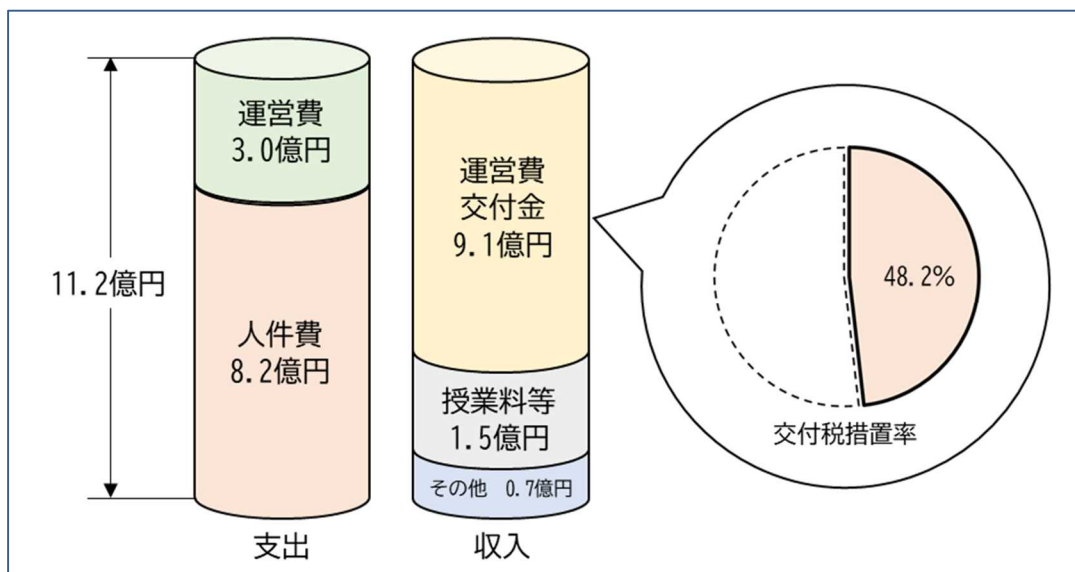 11.2億円
運営費
3.0億円
人件費
8.2億円
支出
運営費
交付金
9.1億円
授業料等
1.5億円
その他　0.7億円
収入
48.2%
交付税措置率